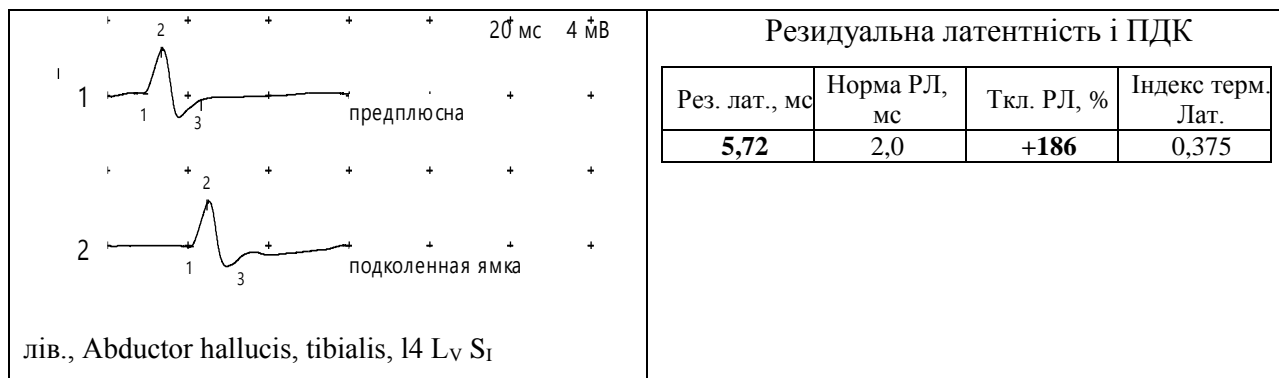 2
20 мс 4 мВ
1
1
3
предплюсна
2
2
1
3
подколенная ямка
лів., Abductor hallucis, tibialis, l4 LV SI
Резидуальна латентність і ПДК
Рез. лат., мс Норма РЛ, мс Ткл. РЛ, % Індекс терм. Лат.
5,72 2,0 +186 0,375